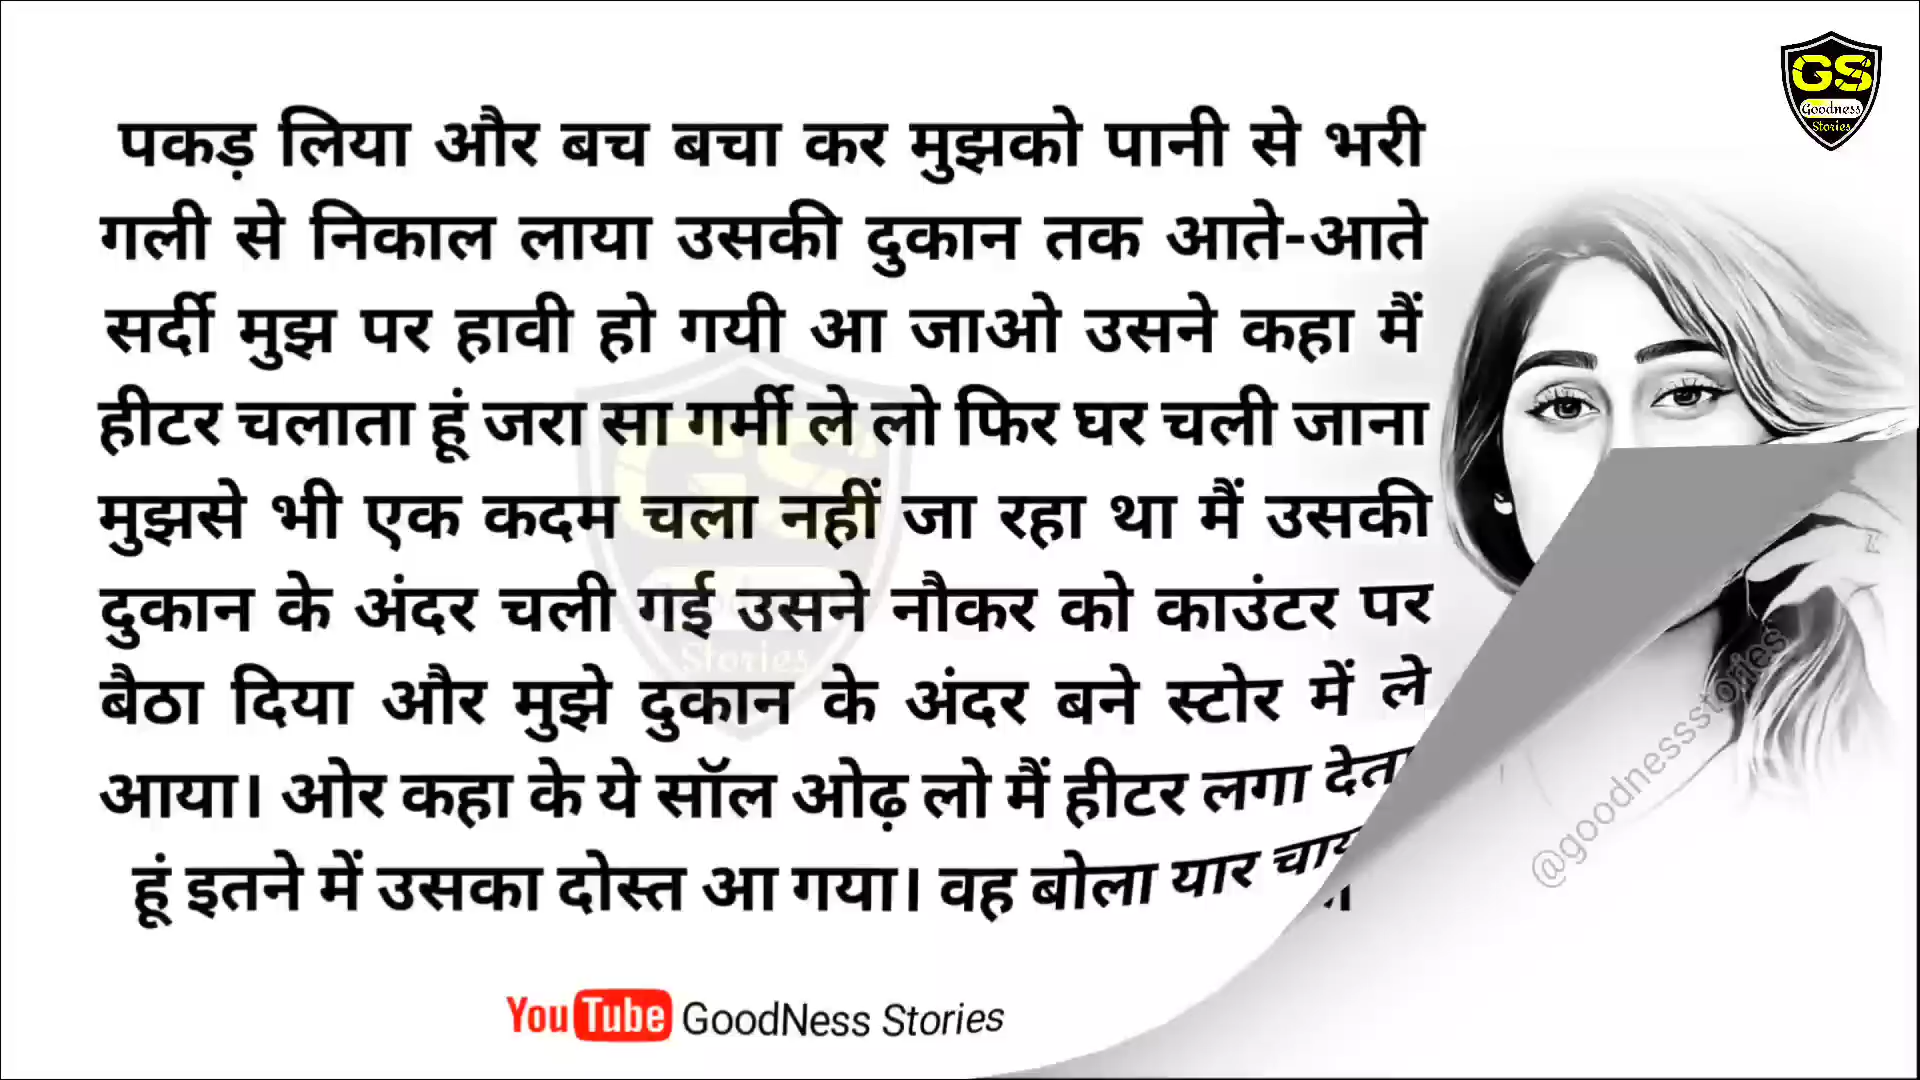 GS
Goodness
Stories
पकड़ लिया और बच बचा कर मुझको पानी से भरी
गली से निकाल लाया उसकी दुकान तक आते-आते
सर्दी मुझ पर हावी हो गयी आ जाओ उसने कहा मैं
हीटर चलाता हूं जरा सा गर्मी ले लो फिर घर चली जाना
मुझसे भी एक कदम चला नहीं जा रहा था मैं उसकी
दुकान के अंदर चली गई उसने नौकर को काउंटर पर
बैठा दिया और मुझे दुकान के अंदर बने स्टोर में ले
आया। ओर कहा के ये सॉल ओढ़ लो मैं हीटर लगा देता
हूं इतने में उसका दोस्त आ गया। वह बोला यार
@goodnessstories
YouTube GoodNess Stories